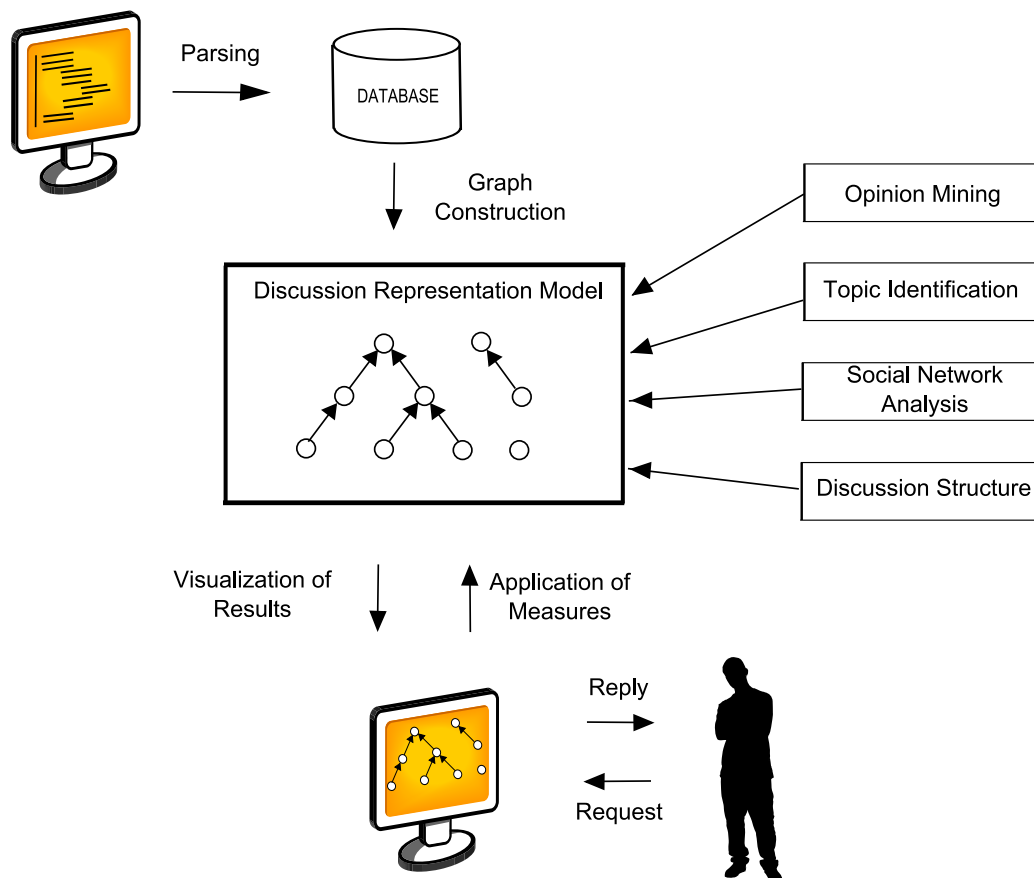 Parsing
DATABASE
Graph
Construction
Opinion Mining
Discussion Representation Model
Topic Identification
Social Network
Analysis
Discussion Structure
Visualization of
Results
Application of
Measures
Reply
Request